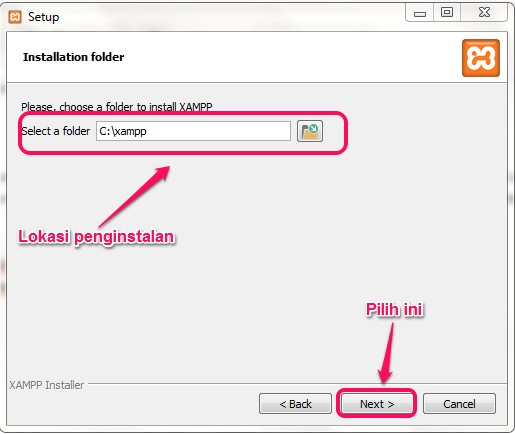 Setup
Installation folder
Please, choose a folder to install XAMPP
Select a folder C:\xampp
Lokasi penginstalan
Pilih ini
XAMPP Installer
< Back Next > Cancel